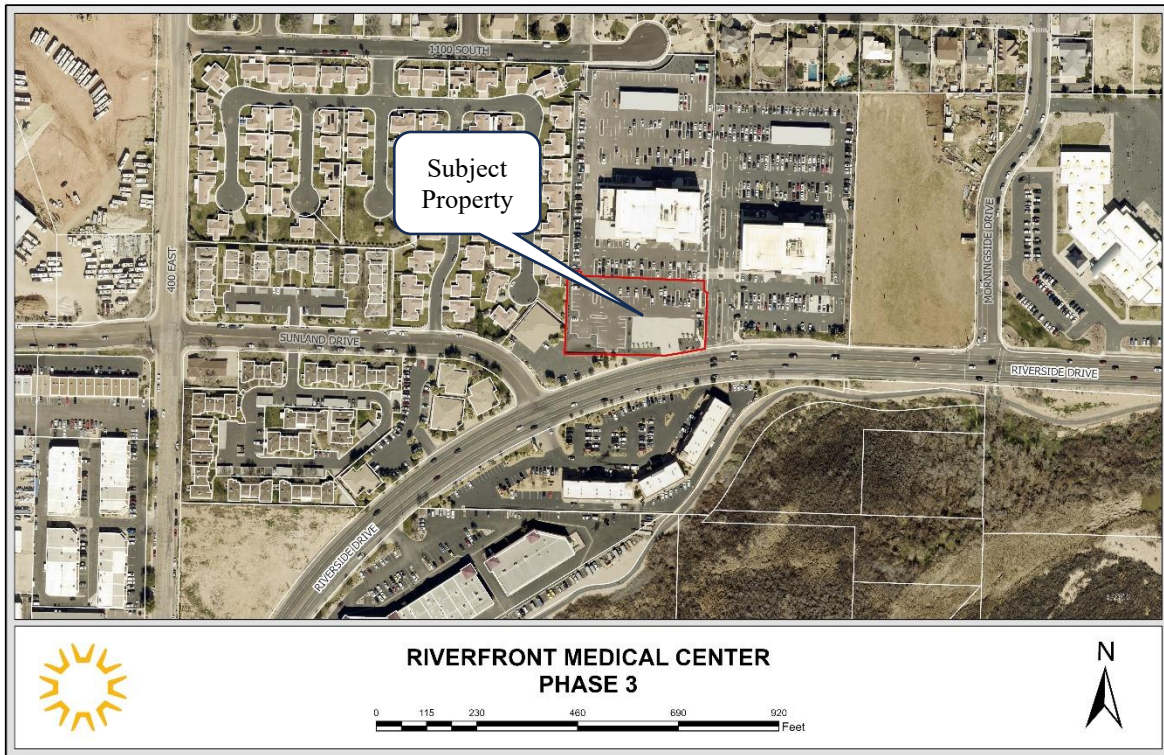 1100 SOUTH
Subject
Property
400 EAST
MORNINGSIDE DRIVE
SUNLAND DRIVE
RIVERSIDE DRIVE
RIVERSIDE DRIVE
RIVERFRONT MEDICAL CENTER
PHASE 3
N
0 115 230 460 690 920
Feet